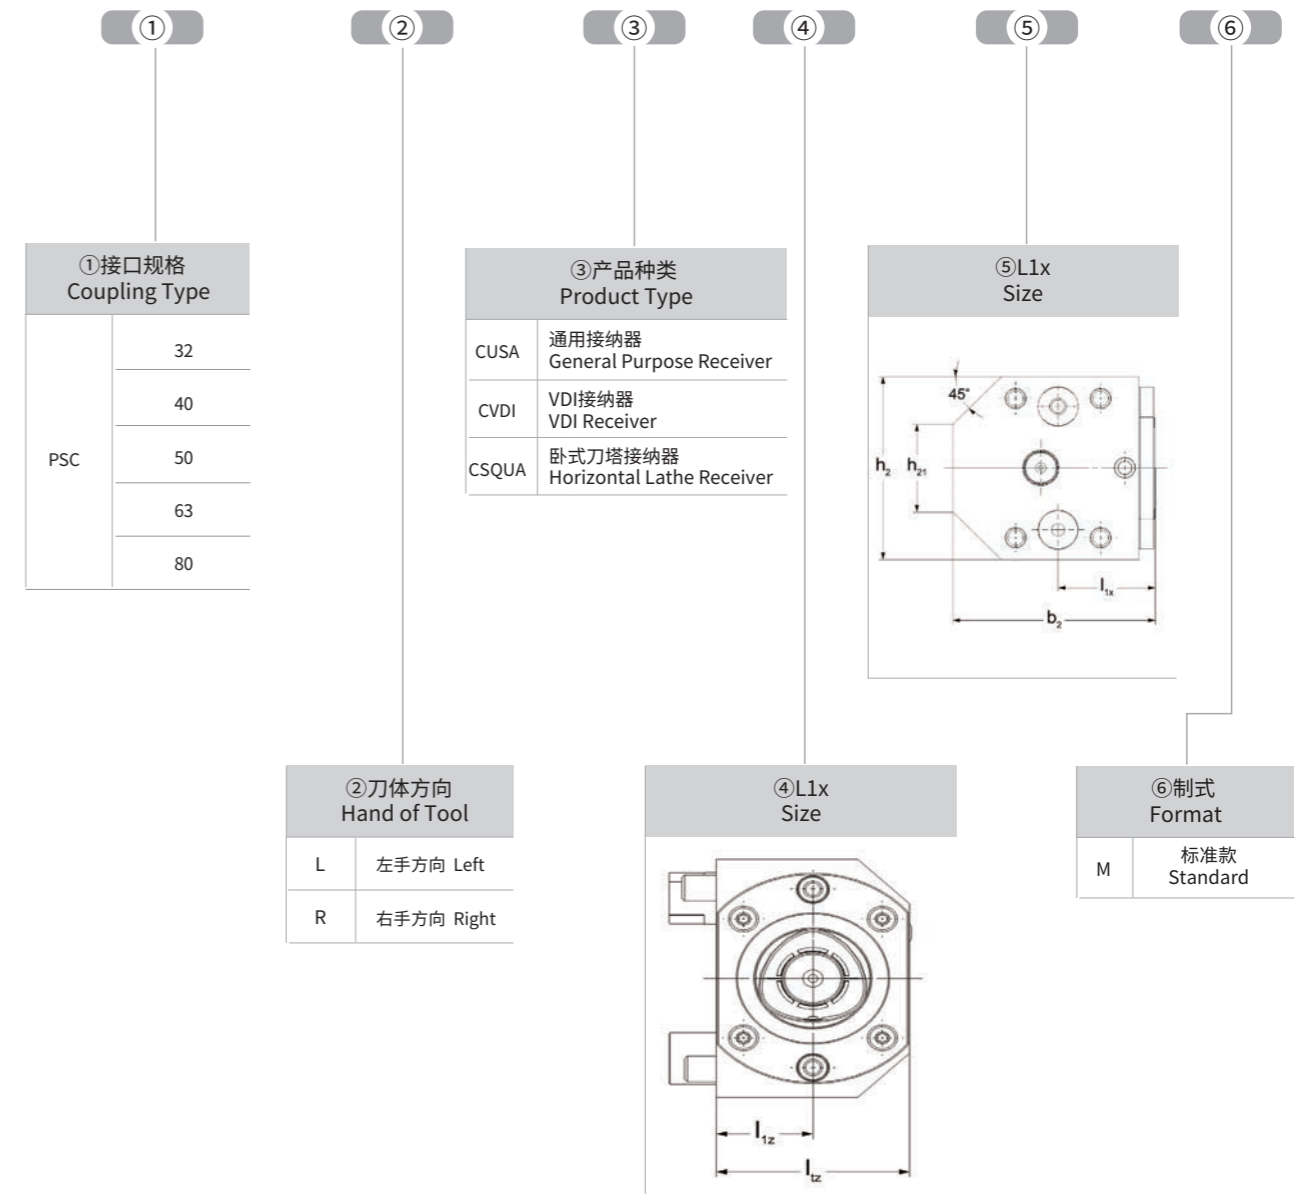 ① ② ③ ④ ⑤ ⑥
①接口规格
Coupling Type
PSC
32
40
50
63
80
③产品种类
Product Type
CUSA
通用接纳器
General Purpose Receiver
CVDI
VDI接纳器
VDI Receiver
CSQUA
卧式刀塔接纳器
Horizontal Lathe Receiver
⑤L1x
Size
45°
h₂
h₂₁
l₁ₓ
b₂
②刀体方向
Hand of Tool
L
左手方向 Left
R
右手方向 Right
④L1x
Size
l1z
ltz
⑥制式
Format
M
标准款
Standard